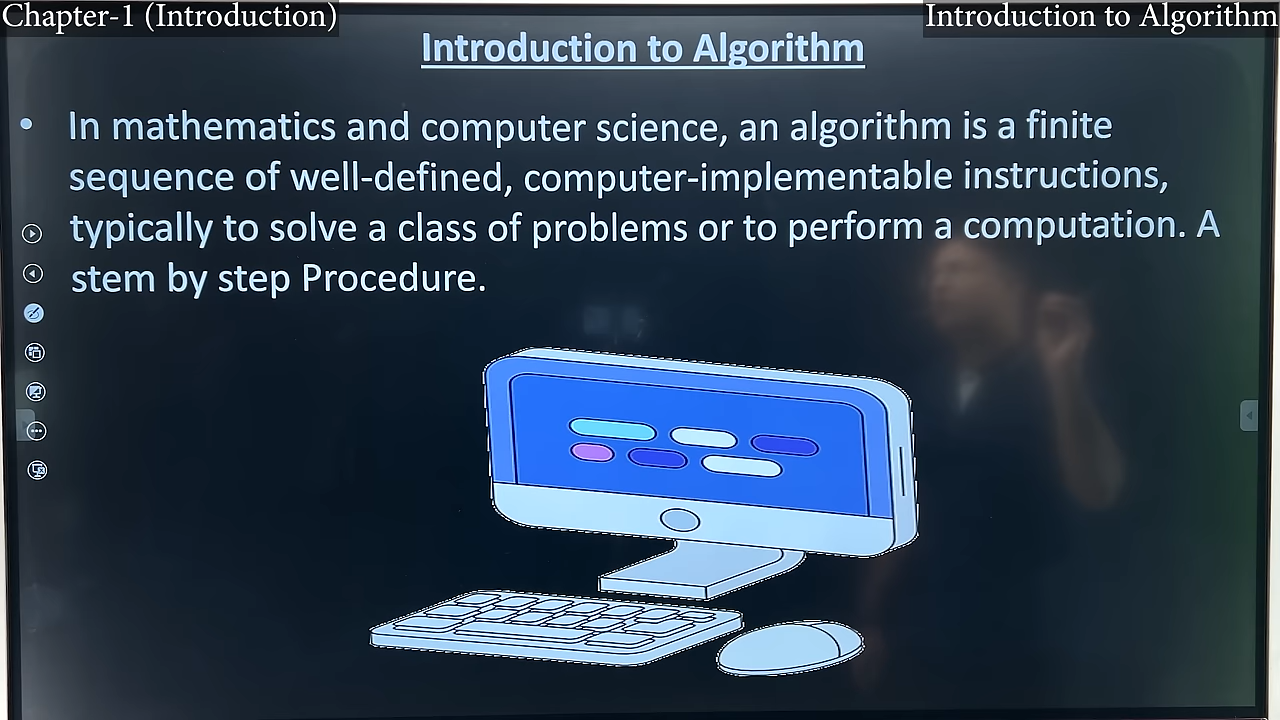 Chapter-1 (Introduction)
Introduction to Algorithm
Introduction to Algorithm
• In mathematics and computer science, an algorithm is a finite
sequence of well-defined, computer-implementable instructions,
typically to solve a class of problems or to perform a computation. A
stem by step Procedure.